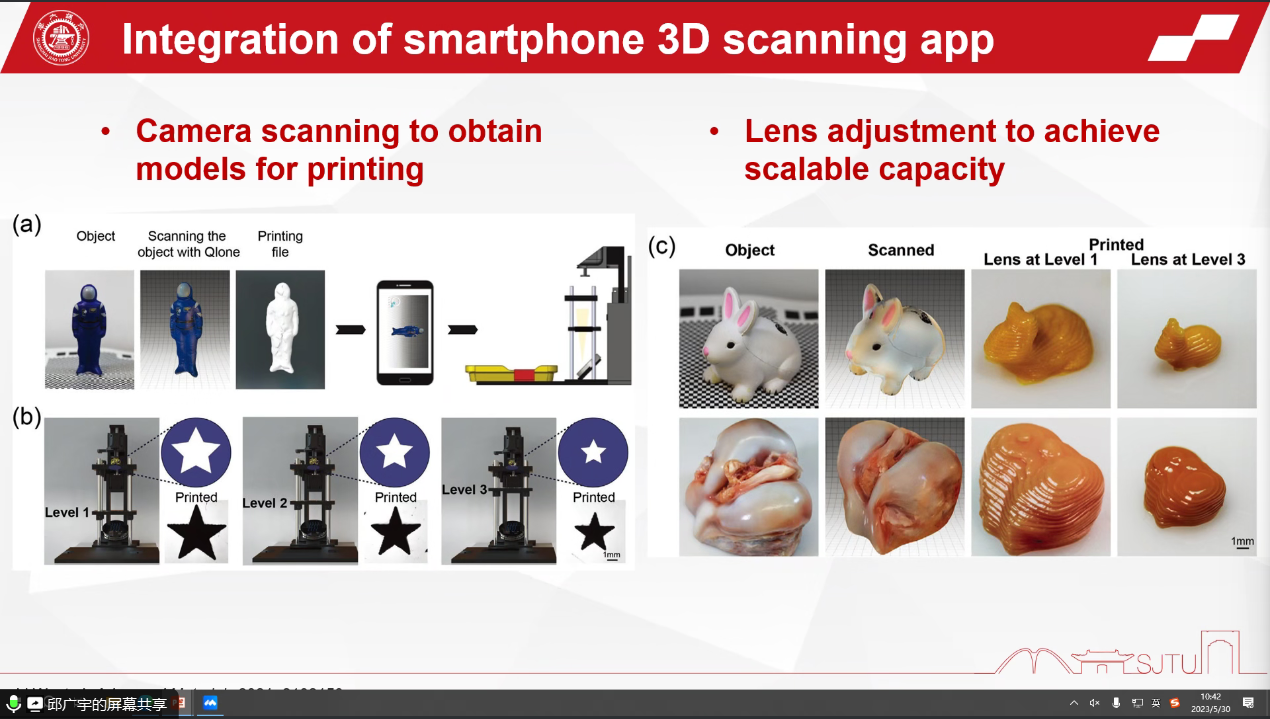 Integration of smartphone 3D scanning app
• Camera scanning to obtain
models for printing
• Lens adjustment to achieve
scalable capacity
(a)
Object
Scanning the
object with Qlone
Printing
file
(b)
Level 1
Printed
Level 2
Printed
Level 3
Printed
1mm
(c)
Object
Scanned
Printed
Lens at Level 1
Lens at Level 3
1mm
SJTU
邱广宇的屏幕共享
英
10:42
2023/5/30